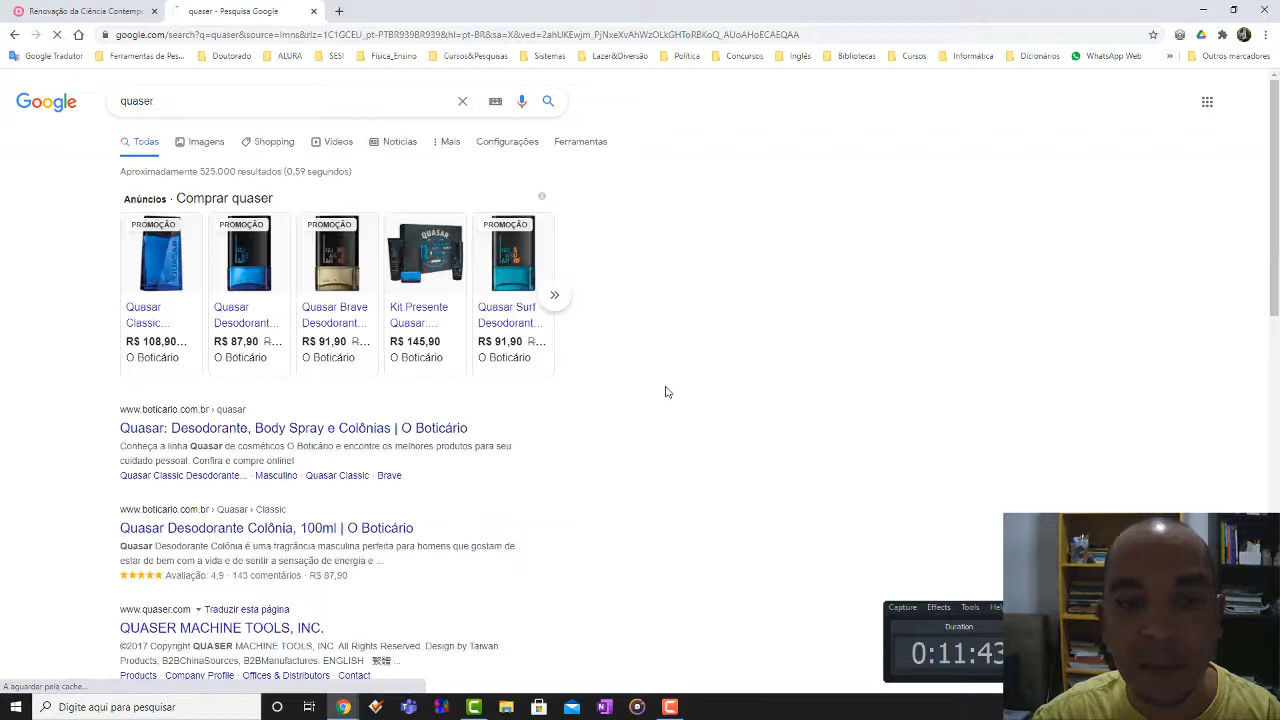 Renovação da Ciência Contemp
quaser - Pesquisa Google
google.com/search?q=quaser&source=lmns&rlz=1C1GCEU_pt-PTBR939BR939&hl=pt-BR&sa=X&ved=2ahUKEwjm_PjNxeXvAhWzOLkGHToRBKoQ_AUoAHoECAEQAA
Google Tradutor
Ferramentas de Pes...
Doutorado
ALURA
SESI
Física_Ensino
Cursos&Pesquisas
Sistemas
Lazer&Diversão
Política
Concursos
Inglês
Bibliotecas
Cursos
Informática
Dicionários
WhatsApp Web
»
Outros marcadores
Google
quaser
Todas
Imagens
Shopping
Vídeos
Notícias
Mais
Configurações
Ferramentas
Aproximadamente 525.000 resultados (0,59 segundos)
Anúncios · Comprar quaser
PROMOÇÃO
PROMOÇÃO
PROMOÇÃO
QUASAR
PROMOÇÃO
Quasar Classic...
R$ 108,90...
O Boticário
Quasar Desodorant...
R$ 87,90 R...
O Boticário
Quasar Brave Desodorant...
R$ 91,90 R...
O Boticário
Kit Presente Quasar....
R$ 145,90
O Boticário
Quasar Surf Desodorant...
R$ 91,90 R...
O Boticário
www.boticario.com.br › quasar
Quasar: Desodorante, Body Spray e Colônias | O Boticário
Conheça a linha Quasar de cosméticos O Boticário e encontre os melhores produtos para seu
cuidado pessoal. Confira e compre online!
Quasar Classic Desodorante... · Masculino · Quasar Classic · Brave
www.boticario.com.br › Quasar › Classic
Quasar Desodorante Colônia, 100ml | O Boticário
Quasar Desodorante Colônia é uma fragrância masculina perfeita para homens que gostam de
estar de bem com a vida e de sentir a sensação de energia e ...
Avaliação: 4,9 · 143 comentários · R$ 87,90
www.quaser.com ▾ Traduzir esta página
QUASER MACHINE TOOLS, INC.
©2017 Copyright QUASER MACHINE TOOLS, INC. All Rights Reserved. Design by Taiwan
Products, B2BChinaSources, B2BManufactures. ENGLISH 繁體 ...
Products · Company Profile · Offices & Distributors · Contact
À aguardar pela cache...
Capture
Effects
Tools
Hel
Duration
0:11:43
Digite aqui para pesquisar